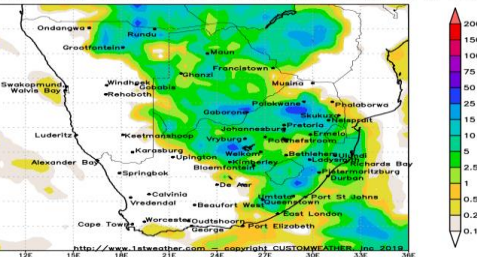 Ondangwa
Rundu
Grootfontein
Maun
Francistown
Ghanzi
Musina
Swakopmund,
Walvis Bay
Windhoek
Gobabis
Rehoboth
Polokwane
Phalaborwa
Gaborone
Skukuza
Nelspruit
Pretoria
Johannesburg
Ermelo
Luderitz
Keetmanshoop
Vryburg
Potchefstroom
Karasburg
Welkom
Bethlehem
Ulundi
Alexander Bay
Upington
Kimberley
Ladysmith
Richards Bay
Bloemfontein
Springbok
Pietermaritzburg
Durban
De Aar
Calvinia
Umtata
Port St Johns
Vredendal
Beaufort West
Queenstown
East London
Worcester
Oudtshoorn
Cape Town
George
Port Elizabeth
http://www.1stweather.com — copyright CUSTOMWEATHER, Inc 2019
12E 15E 18E 21E 24E 27E 30E 33E 36E
200
150
100
75
50
25
15
10
5
2.5
1
0.5
0.2
0.1